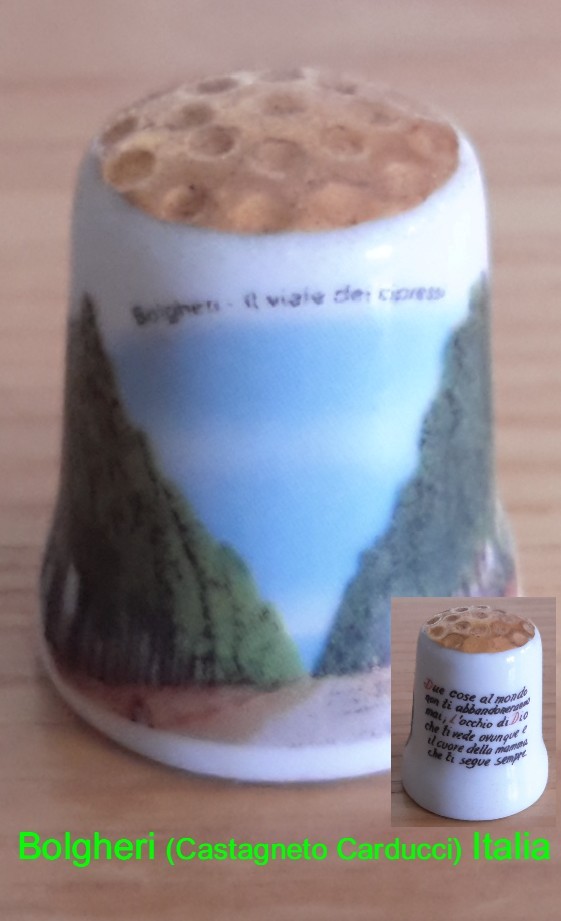 Bolgheri - il viale dei cipressi
Due cose al mondo
non ti abbandoneranno
mai, L'occhio di Dio
che ti vede ovunque e
il cuore della mamma
che ti segue sempre.
Bolgheri (Castagneto Carducci) Italia